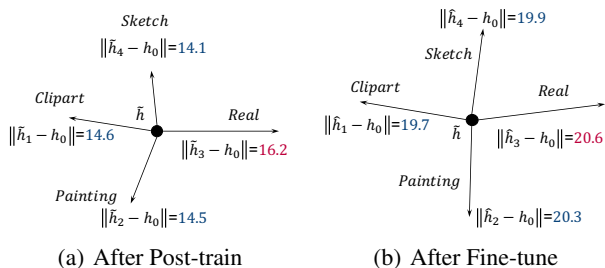 Sketch
‖h̃₄ − h₀‖=14.1
Clipart
h̃
Real
‖h̃₁ − h₀‖=14.6
‖h̃₃ − h₀‖=16.2
Painting
‖h̃₂ − h₀‖=14.5
(a) After Post-train
‖ĥ₄ − h₀‖=19.9
Sketch
Clipart
Real
‖ĥ₁ − h₀‖=19.7
h̃
‖ĥ₃ − h₀‖=20.6
Painting
‖ĥ₂ − h₀‖=20.3
(b) After Fine-tune